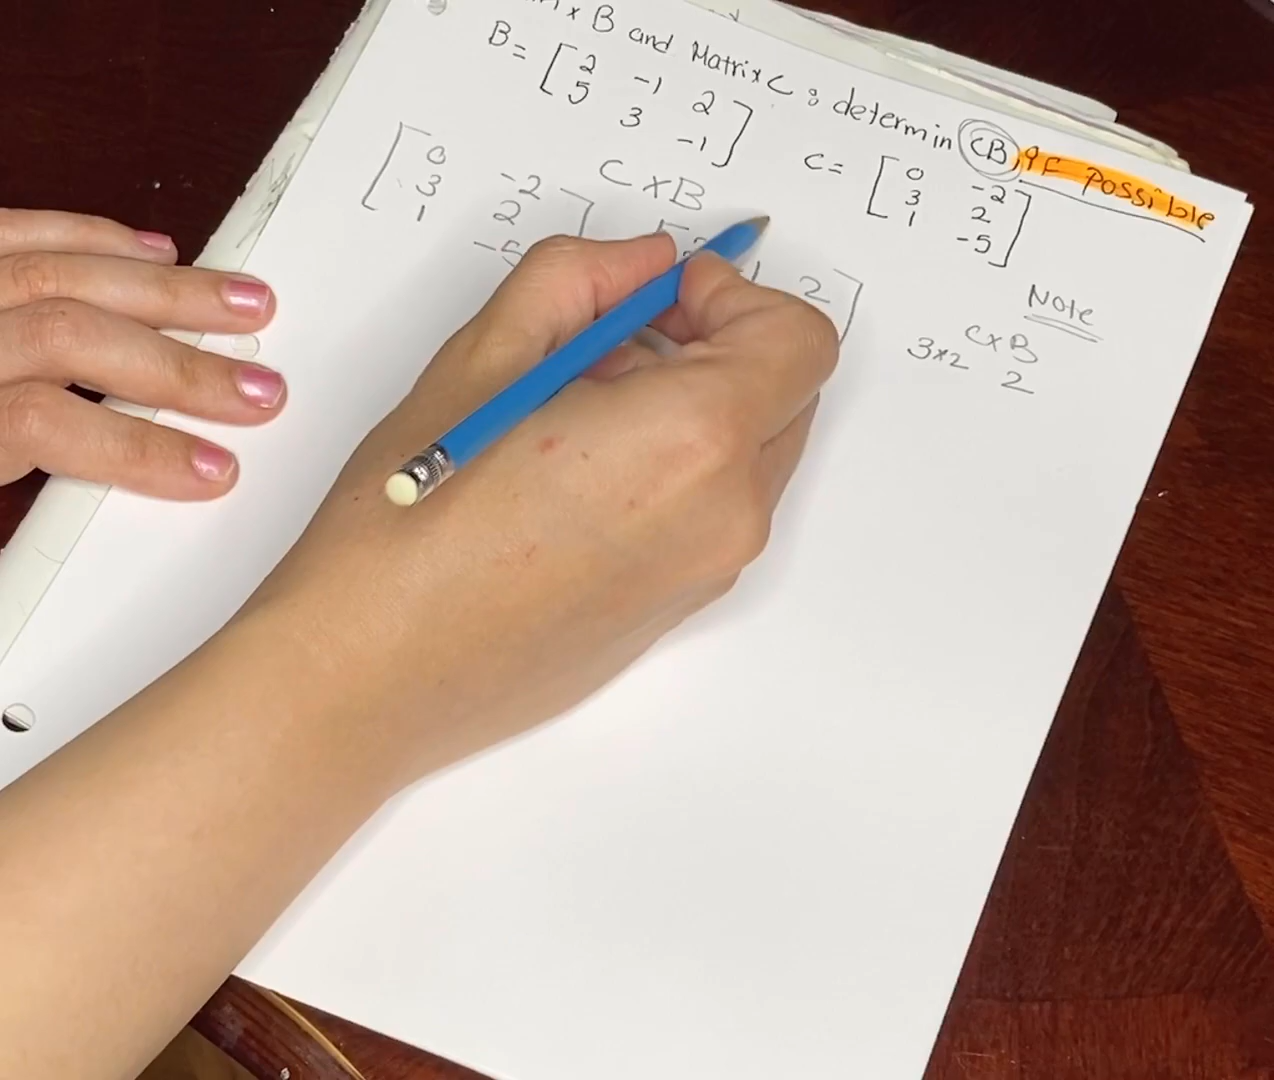 x B and Matrix C : determin CB, if possible
B = [ 2 -1 2
5 3 -1 ]
C = [ 0 -2
3 2
1 -5 ]
C x B
[ 0 -2
3 2 ]
1 -5
2
]
Note
C x B
3x2 2